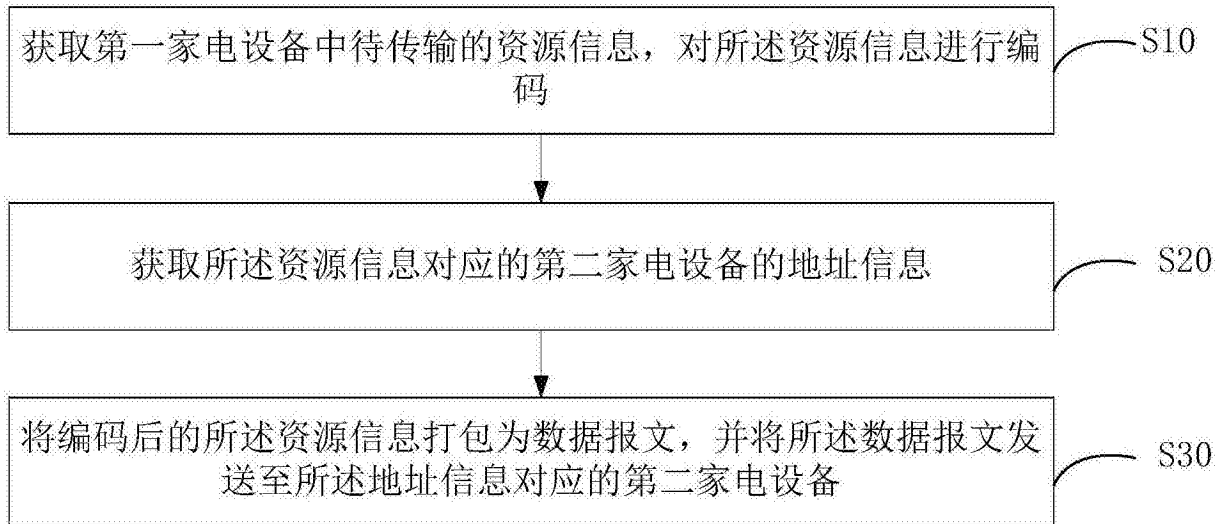 获取第一家电设备中待传输的资源信息，对所述资源信息进行编
码
S10
获取所述资源信息对应的第二家电设备的地址信息
S20
将编码后的所述资源信息打包为数据报文，并将所述数据报文发
送至所述地址信息对应的第二家电设备
S30